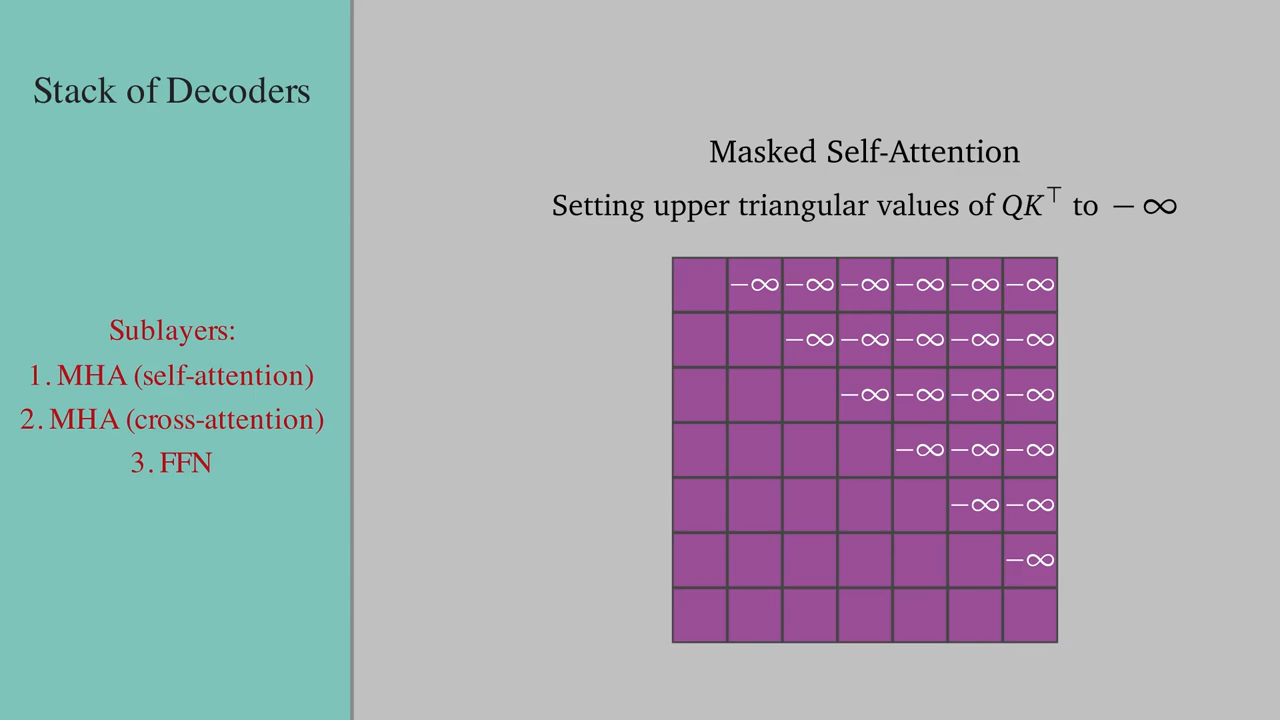 Stack of Decoders
Sublayers:
1. MHA (self-attention)
2. MHA (cross-attention)
3. FFN
Masked Self-Attention
Setting upper triangular values of QK⊤ to −∞
−∞ −∞ −∞ −∞ −∞ −∞
−∞ −∞ −∞ −∞ −∞
−∞ −∞ −∞ −∞
−∞ −∞ −∞
−∞ −∞
−∞